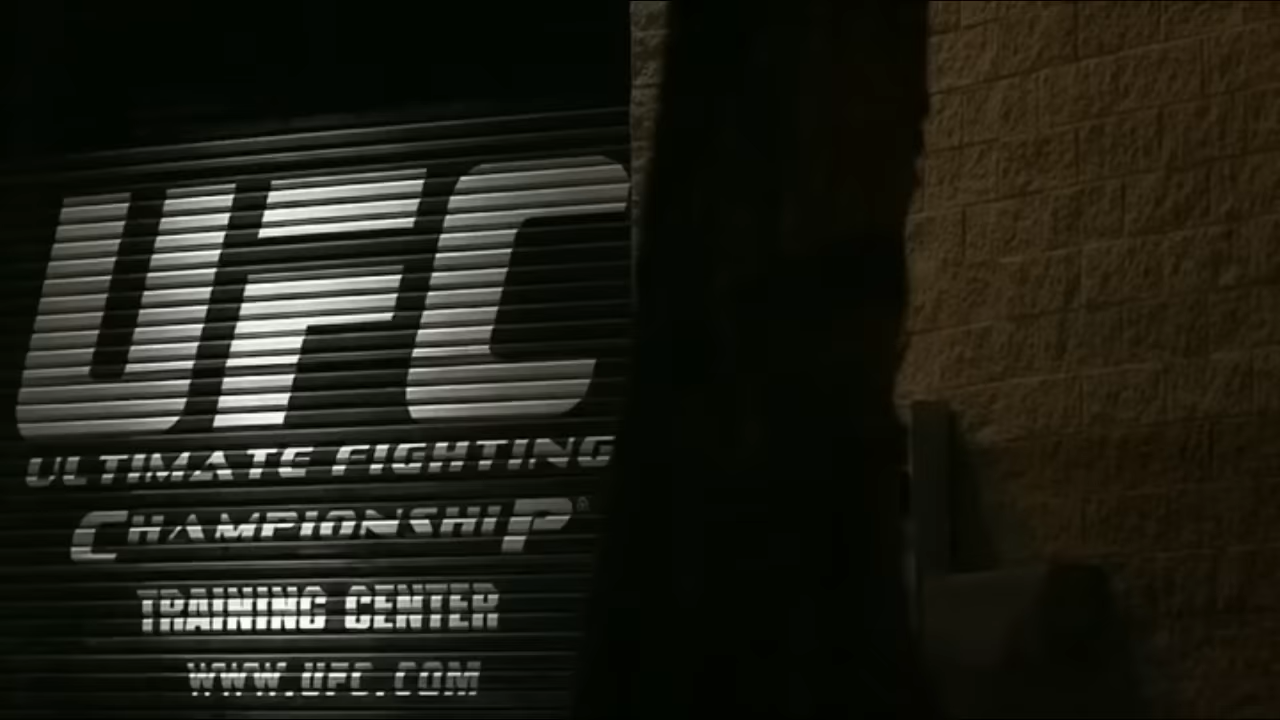 UFC
ULTIMATE FIGHTING
CHAMPIONSHIP®
TRAINING CENTER
WWW.UFC.COM